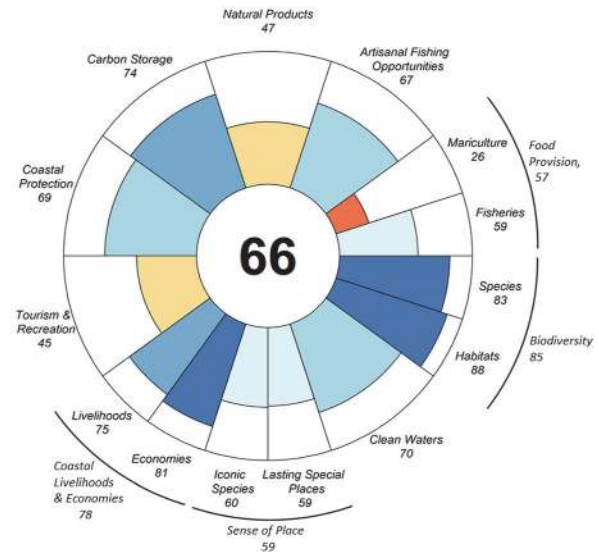 Natural Products
47
Artisanal Fishing
Opportunities
67
Mariculture
26
Food
Provision,
57
Fisheries
59
Species
83
Biodiversity
85
Habitats
88
Clean Waters
70
Lasting Special
Places
59
Iconic
Species
60
Sense of Place
59
Economies
81
Livelihoods
75
Coastal
Livelihoods
& Economies
78
Tourism &
Recreation
45
Coastal
Protection
69
Carbon Storage
74
66